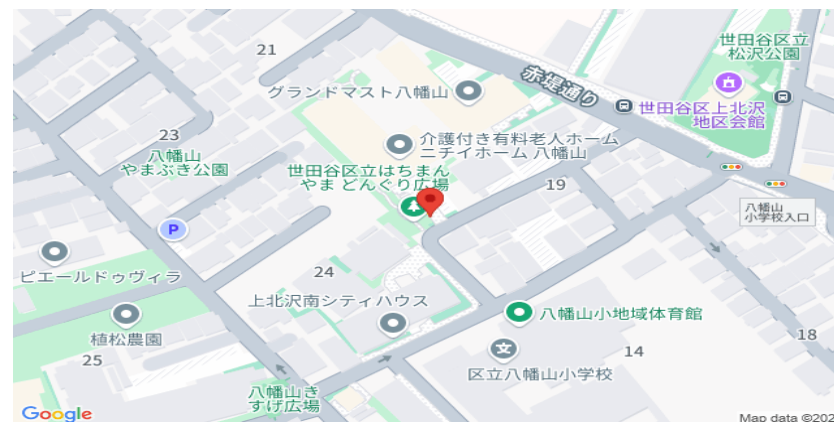 世田谷区立
松沢公園
21
赤堤通り
グランドマスト八幡山
世田谷区上北沢
地区会館
23
介護付き有料老人ホーム
ニチイホーム 八幡山
八幡山
やまぶき公園
世田谷区立はちまん
やま どんぐり広場
19
八幡山
小学校入口
P
24
ピエールドゥヴィラ
上北沢南シティハウス
八幡山小地域体育館
植松農園
18
25
文
14
区立八幡山小学校
八幡山き
すげ広場
Google
Map data ©202